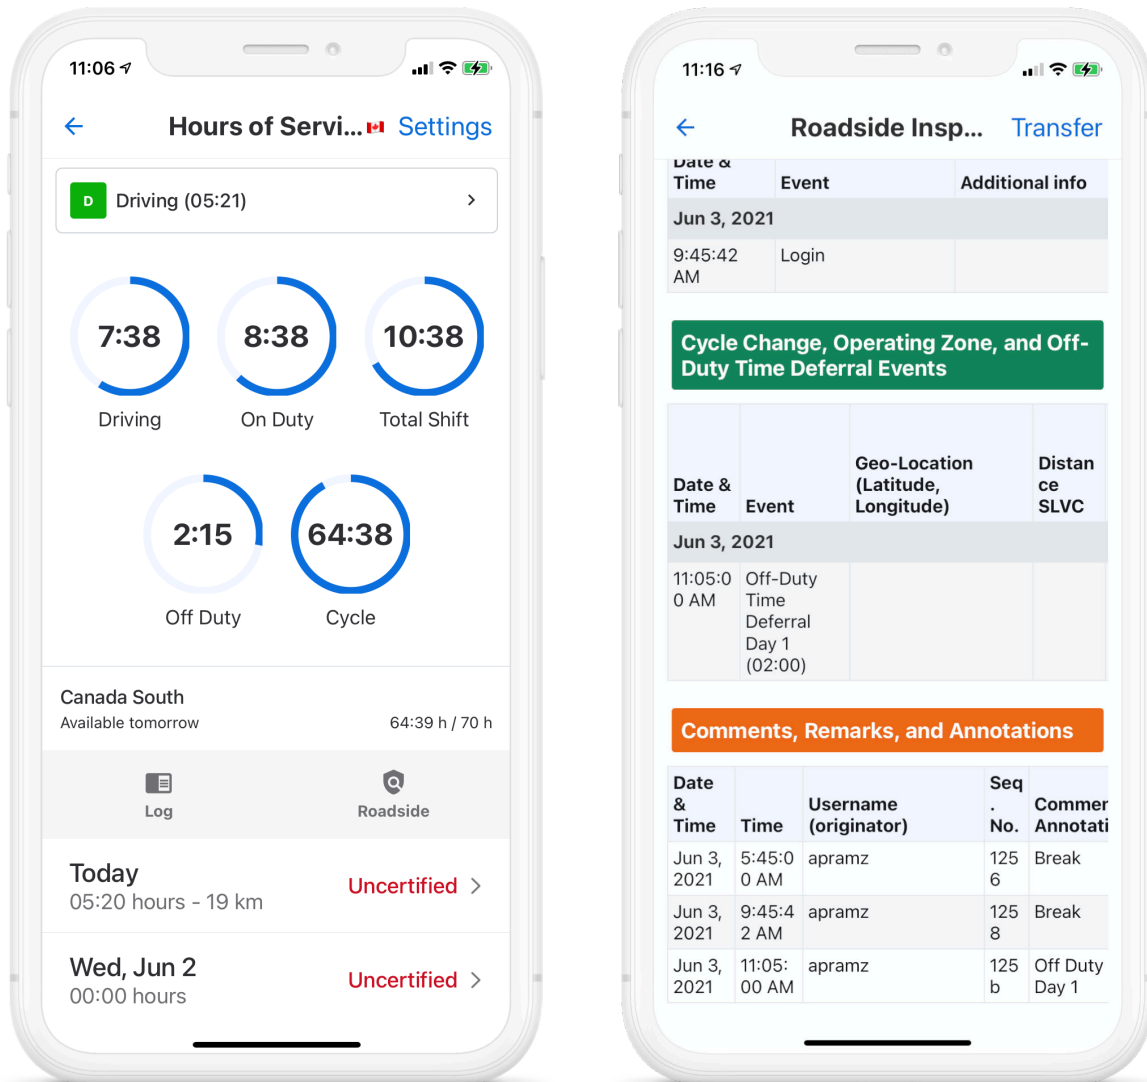 11:06
Hours of Servi... Settings
D Driving (05:21)
7:38 8:38 10:38
Driving On Duty Total Shift
2:15 64:38
Off Duty Cycle
Canada South
Available tomorrow 64:39 h / 70 h
Log Roadside
Today
05:20 hours - 19 km
Uncertified
Wed, Jun 2
00:00 hours
Uncertified
11:16
Roadside Insp... Transfer
Date &
Time Event Additional info
Jun 3, 2021
9:45:42 Login
AM
Cycle Change, Operating Zone, and Off-
Duty Time Deferral Events
Geo-Location Distan
Date & (Latitude, ce
Time Event Longitude) SLVC
Jun 3, 2021
11:05:0 Off-Duty
0 AM Time
Deferral
Day 1
(02:00)
Comments, Remarks, and Annotations
Date Seq
& Username . Commer
Time Time (originator) No. Annotati
Jun 3, 5:45:0 apramz 125 Break
2021 0 AM 6
Jun 3, 9:45:4 apramz 125 Break
2021 2 AM 8
Jun 3, 11:05: apramz 125 Off Duty
2021 00 AM b Day 1